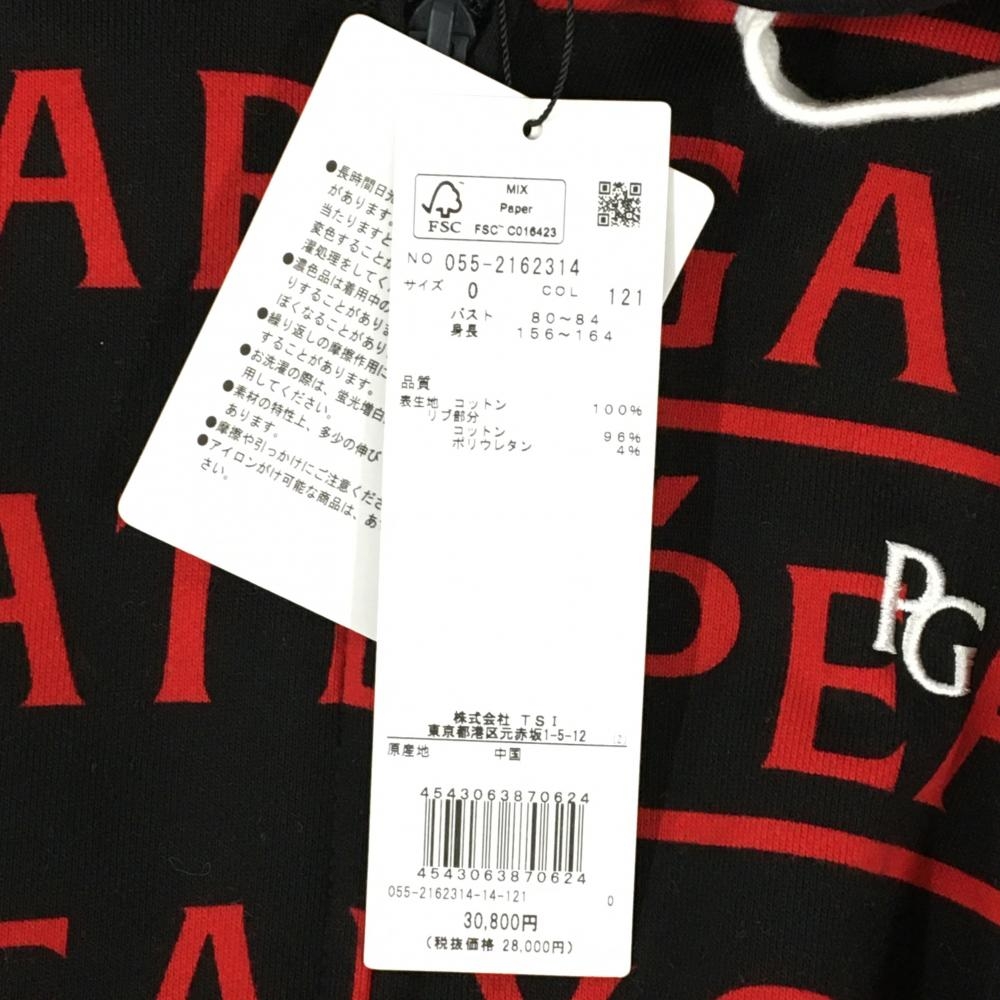 MIX
Paper
FSC
FSC™ C016423
NO 055-2162314
サイズ 0 COL 121
バスト 80～84
身長 156～164
品質
表生地 コットン 100%
リブ部分
コットン 96%
ポリウレタン 4%
株式会社 TSI
東京都港区元赤坂1-5-12
原産地 中国
4543063870624
4543063870624
055-2162314-14-121 0
30,800円
(税抜価格 28,000円)
●長時間日光
があります。
当たりますと
変色することが
濯処理をしてく
●濃色品は着用中の
りすることがありま
ぼくなることがあり
●繰り返しの摩擦作用に
することがあります。
●お洗濯の際は、蛍光増白
用してください。
●素材の特性上、多少の伸び
あります。
●摩擦や引っかけにご注意くださ
●アイロンがけ可能な商品は、あ
さい。
PG